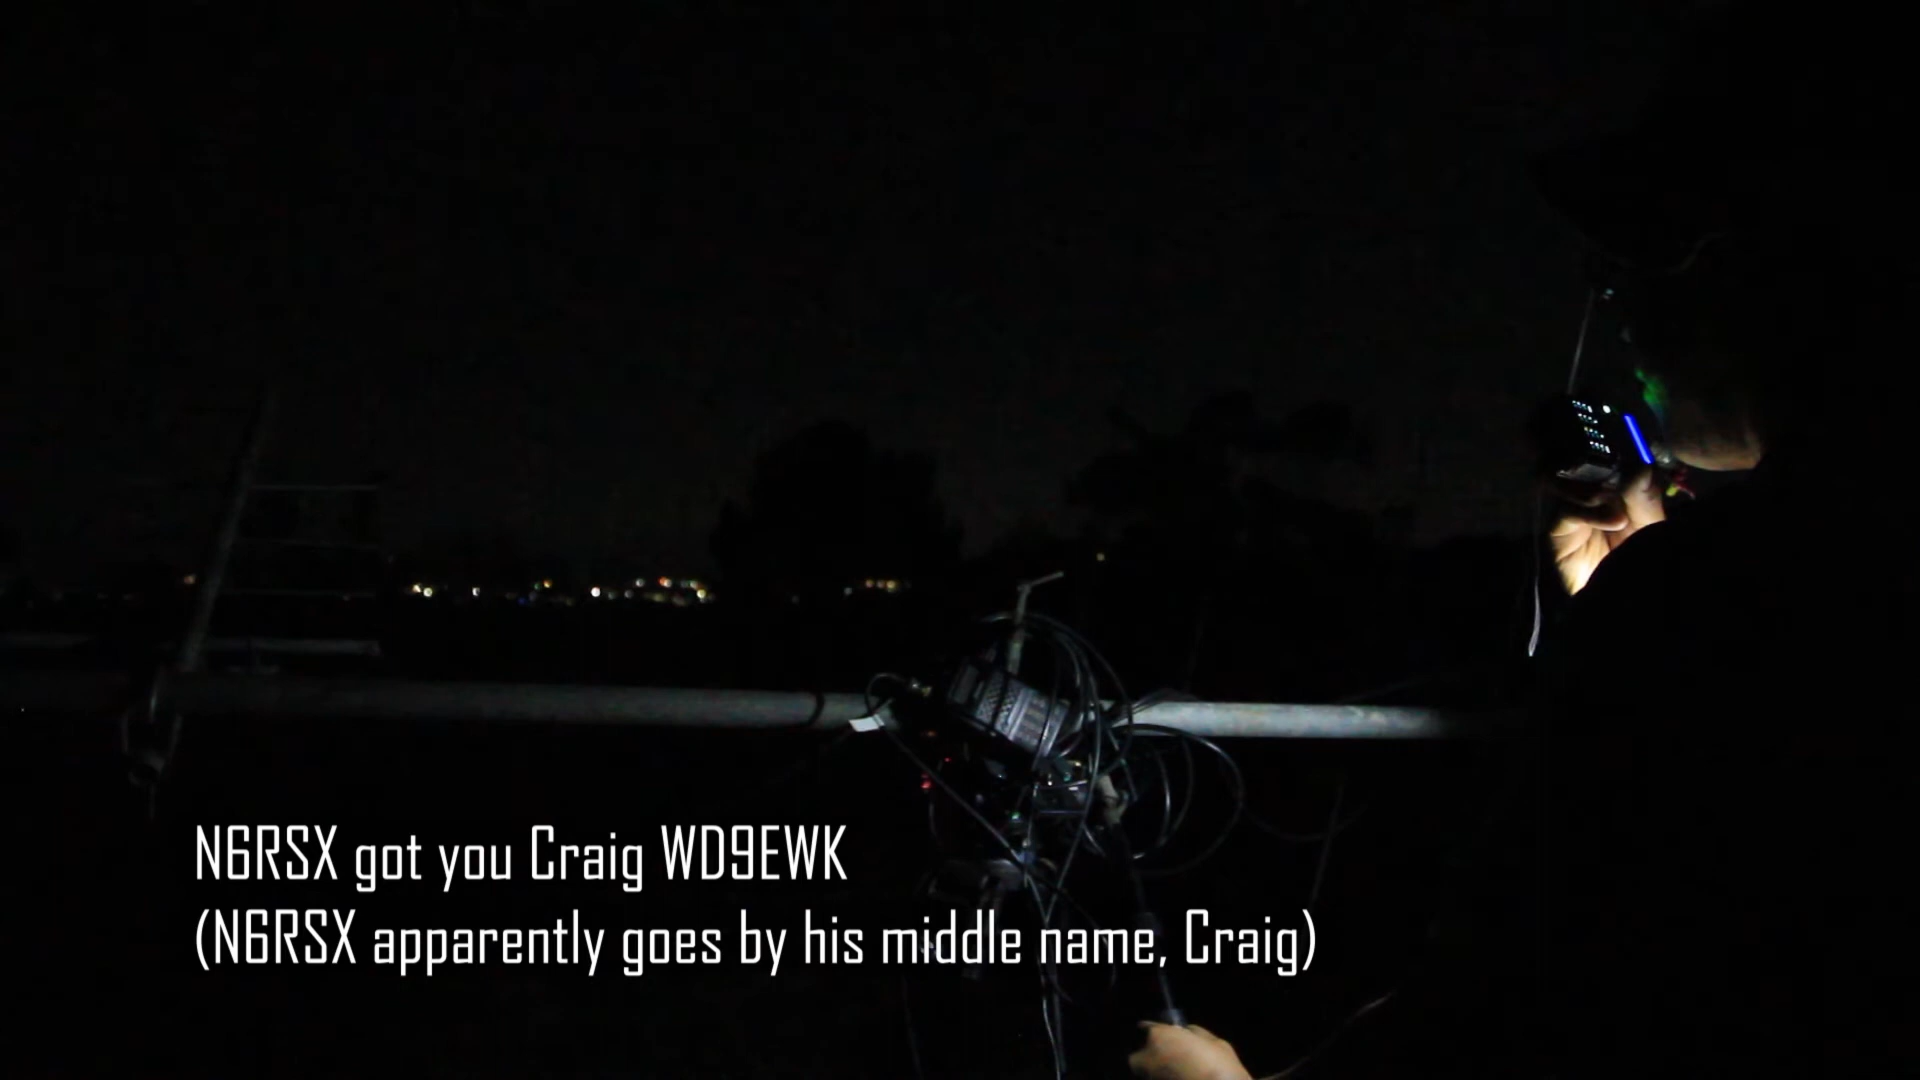 N6RSX got you Craig WD9EWK
(N6RSX apparently goes by his middle name, Craig)